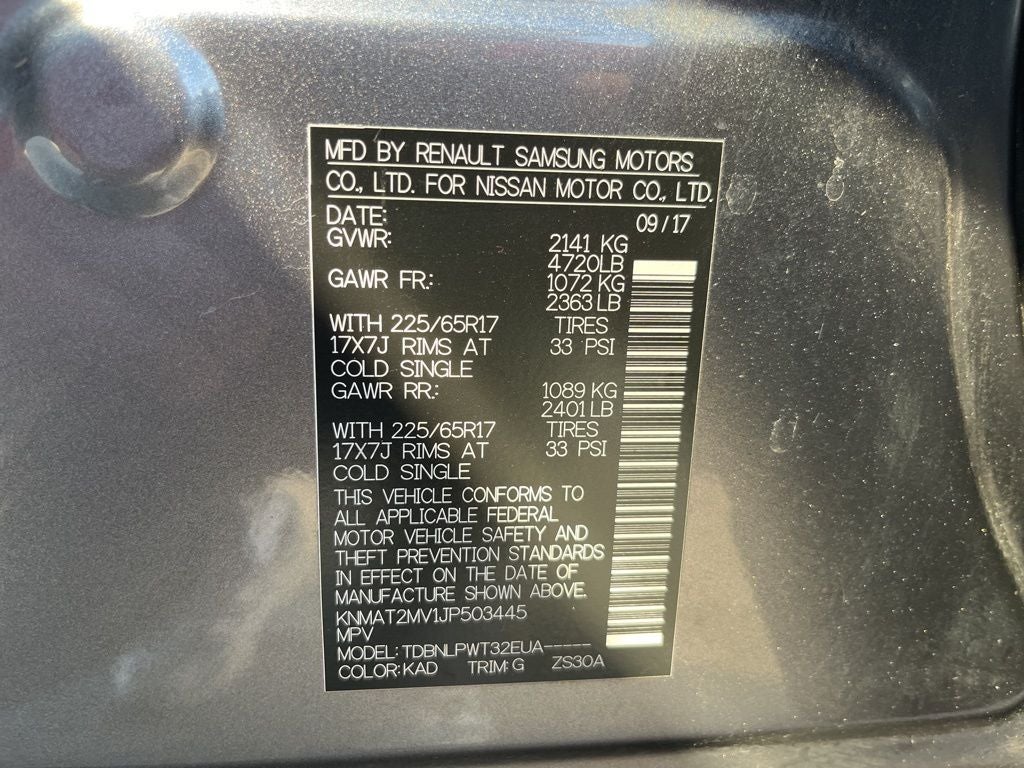 MFD BY RENAULT SAMSUNG MOTORS
CO., LTD. FOR NISSAN MOTOR CO., LTD.
DATE: 09/17
GVWR: 2141 KG
4720LB
GAWR FR.: 1072 KG
2363 LB
WITH 225/65R17 TIRES
17X7J RIMS AT 33 PSI
COLD SINGLE
GAWR RR.: 1089 KG
2401 LB
WITH 225/65R17 TIRES
17X7J RIMS AT 33 PSI
COLD SINGLE
THIS VEHICLE CONFORMS TO
ALL APPLICABLE FEDERAL
MOTOR VEHICLE SAFETY AND
THEFT PREVENTION STANDARDS
IN EFFECT ON THE DATE OF
MANUFACTURE SHOWN ABOVE.
KNMAT2MV1JP503445
MPV
MODEL: TDBNLPWT32EUA-----
COLOR: KAD TRIM: G ZS30A